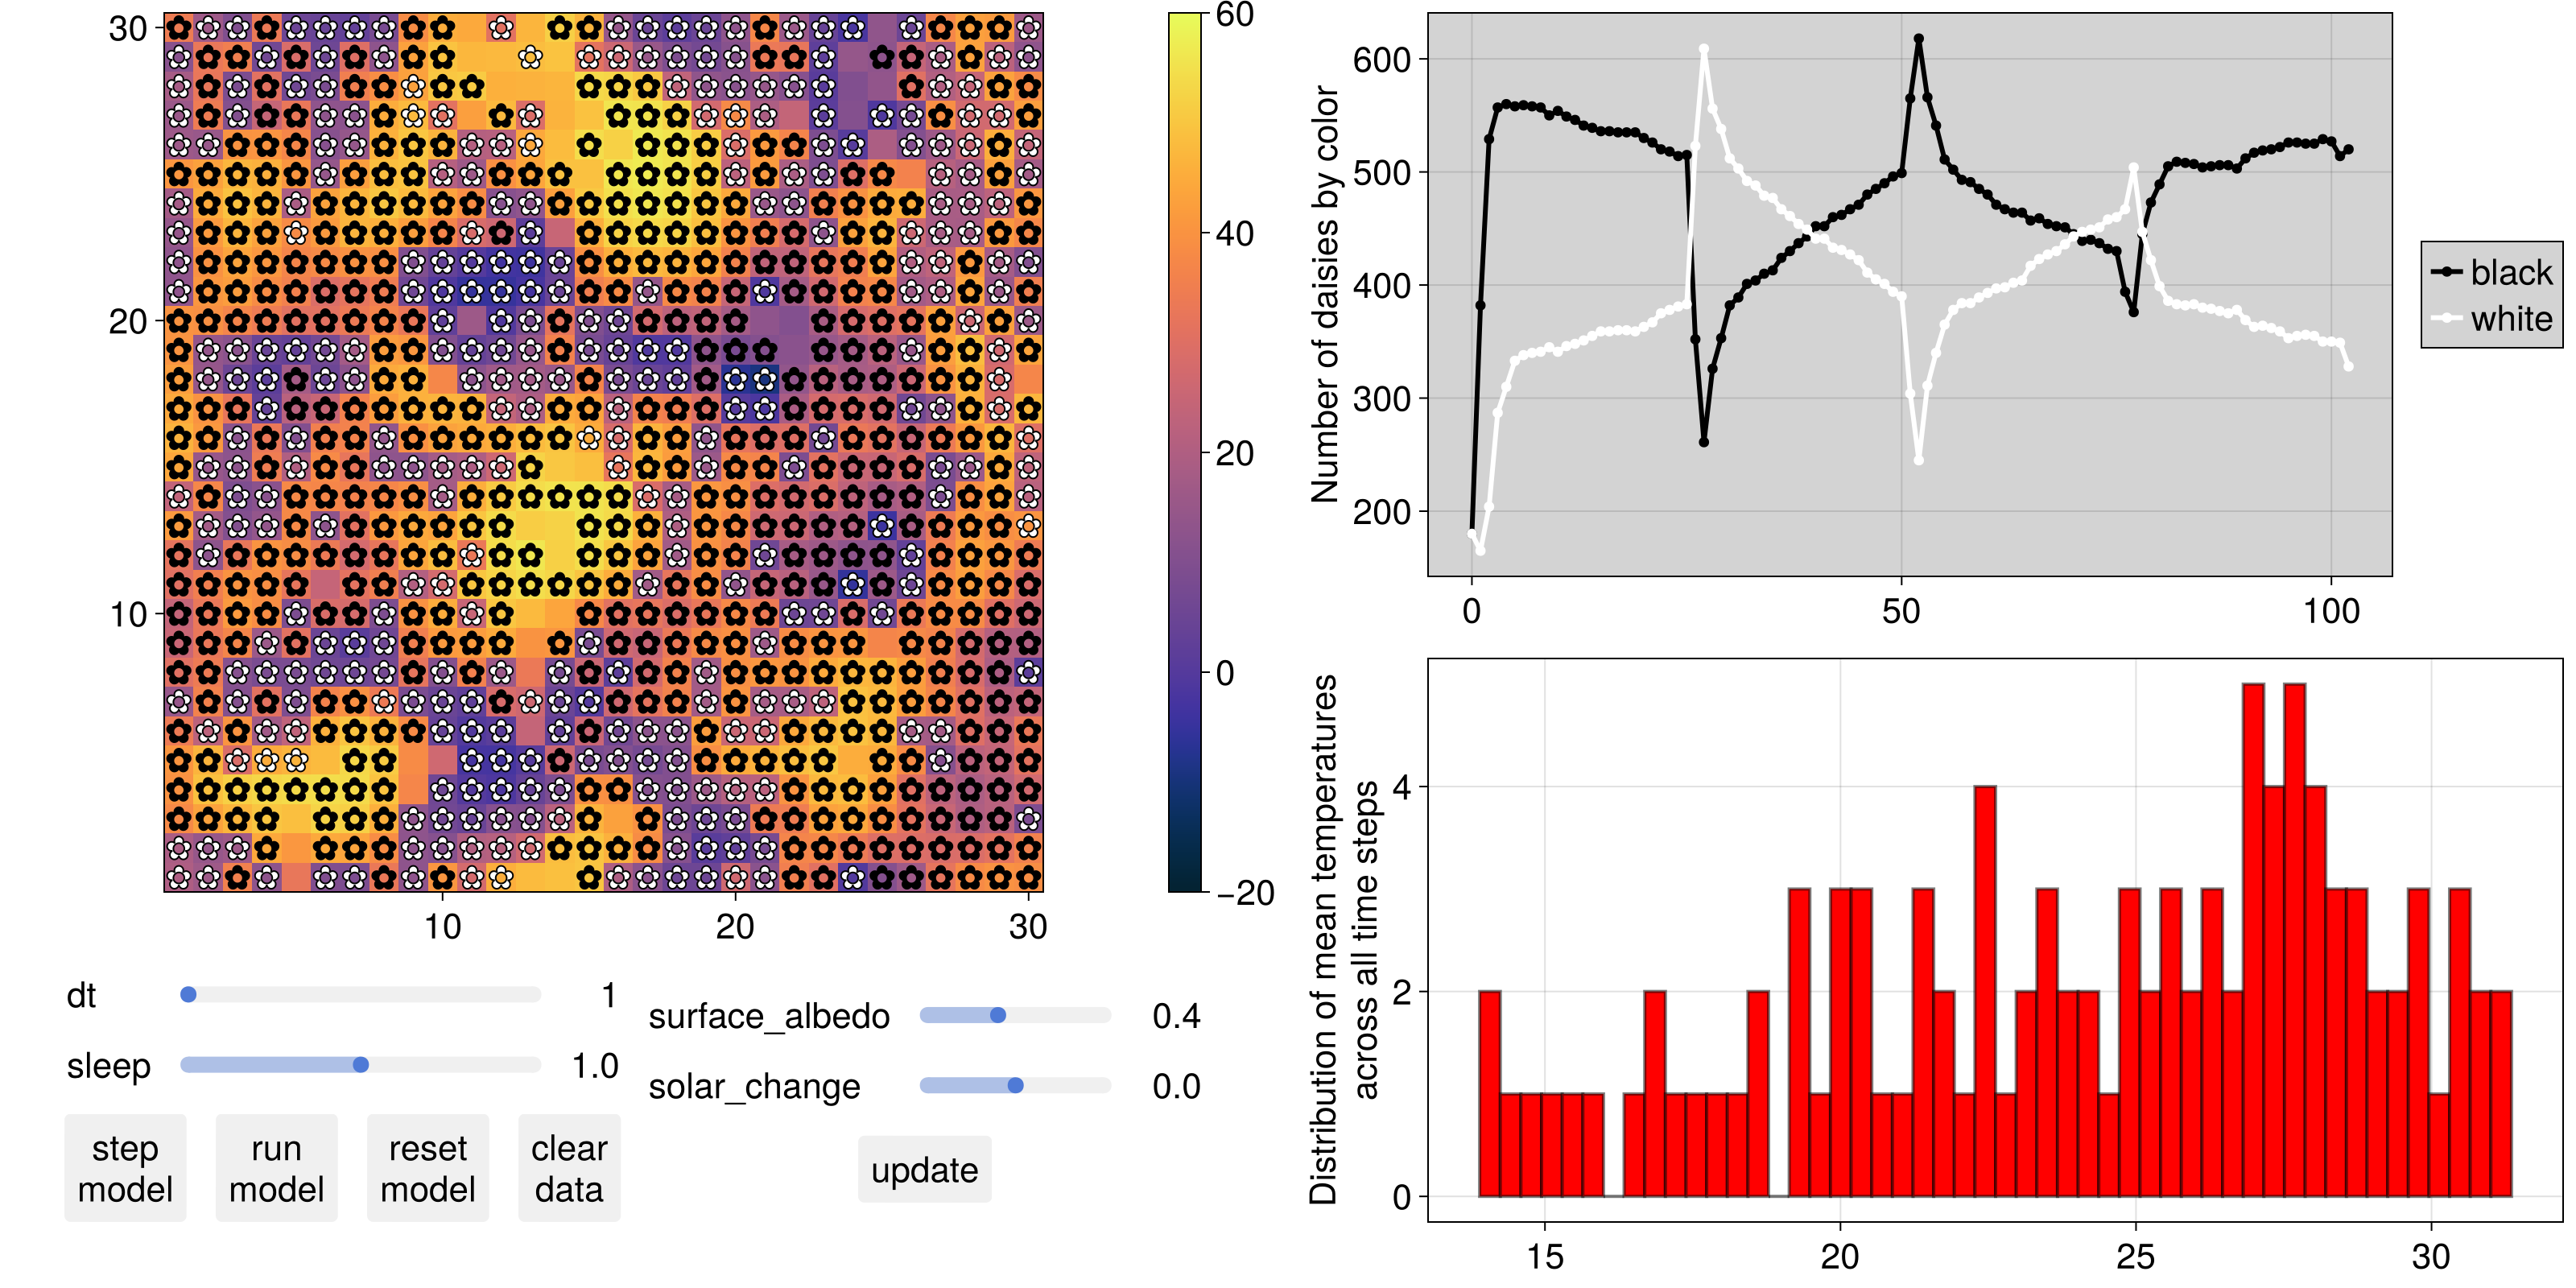 30
20
10
10
20
30
60
40
20
0
−20
Number of daisies by color
600
500
400
300
200
0
50
100
black
white
Distribution of mean temperatures
across all time steps
4
2
0
15
20
25
30
dt
1
sleep
1.0
surface_albedo
0.4
solar_change
0.0
step
model
run
model
reset
model
clear
data
update